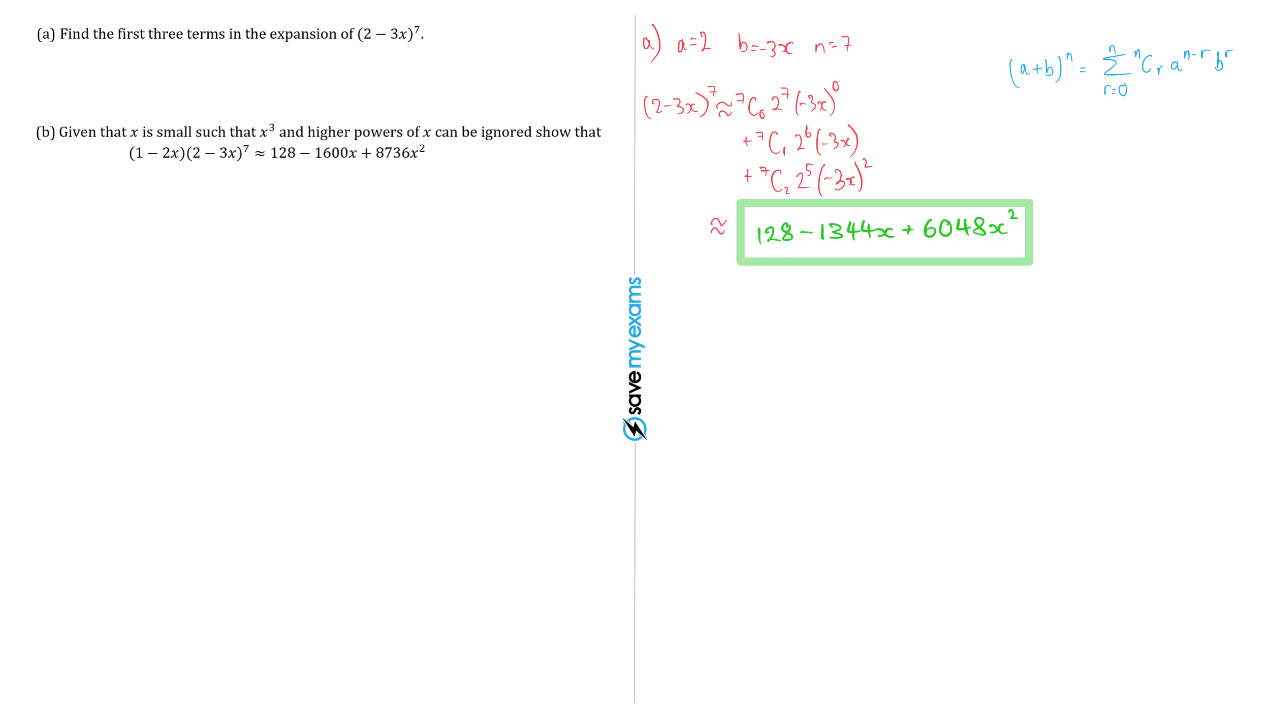 (a) Find the first three terms in the expansion of (2 − 3x)⁷.
(b) Given that x is small such that x³ and higher powers of x can be ignored show that
(1 − 2x)(2 − 3x)⁷ ≈ 128 − 1600x + 8736x²
save my exams
a) a=2 b=-3x n=7
(a+b)ⁿ = Σ ⁿCᵣ aⁿ⁻ʳ bʳ
n
r=0
(2-3x)⁷ ≈ ⁷C₀ 2⁷ (-3x)⁰
+ ⁷C₁ 2⁶ (-3x)
+ ⁷C₂ 2⁵ (-3x)²
≈ 128 - 1344x + 6048x²